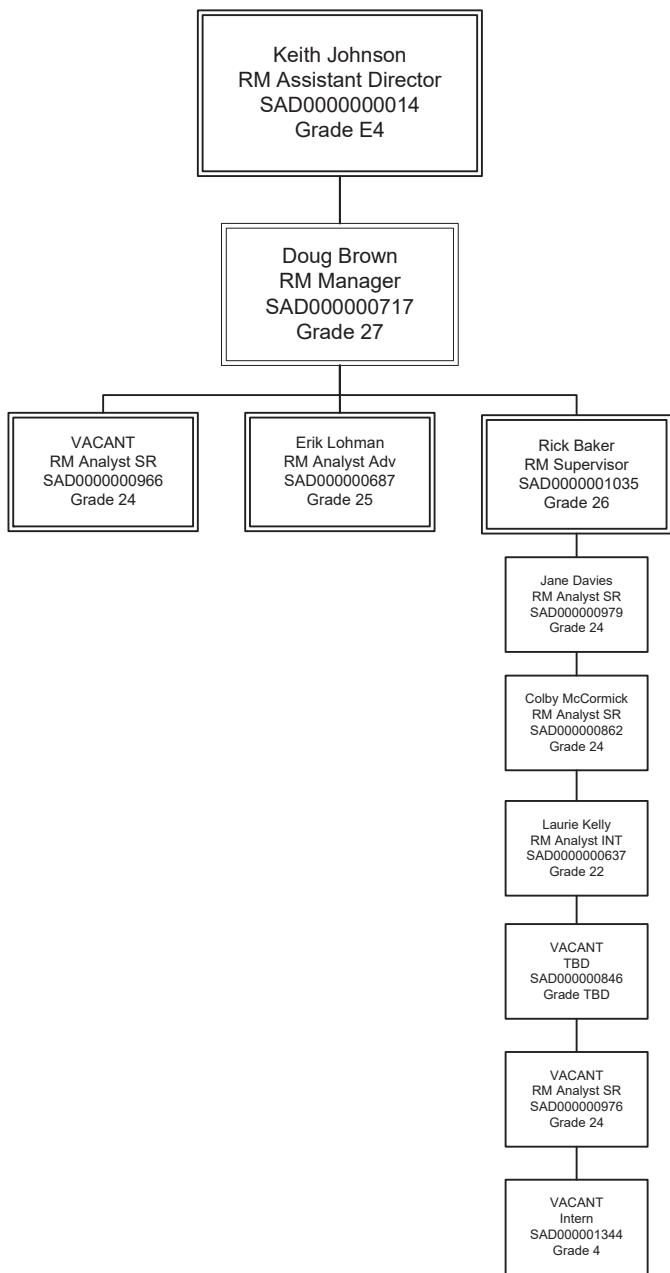 Keith Johnson
RM Assistant Director
SAD0000000014
Grade E4
Doug Brown
RM Manager
SAD000000717
Grade 27
VACANT
RM Analyst SR
SAD0000000966
Grade 24
Erik Lohman
RM Analyst Adv
SAD000000687
Grade 25
Rick Baker
RM Supervisor
SAD0000001035
Grade 26
Jane Davies
RM Analyst SR
SAD000000979
Grade 24
Colby McCormick
RM Analyst SR
SAD000000862
Grade 24
Laurie Kelly
RM Analyst INT
SAD0000000637
Grade 22
VACANT
TBD
SAD000000846
Grade TBD
VACANT
RM Analyst SR
SAD000000976
Grade 24
VACANT
Intern
SAD000001344
Grade 4